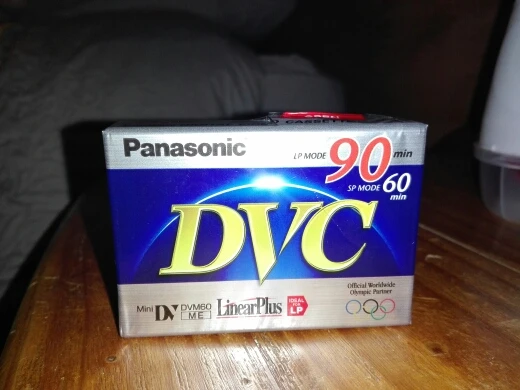 CASSETTE
Panasonic
LP MODE 90 min
SP MODE 60 min
DVC
Mini DV DVM60 ME LinearPlus IDEAL FOR LP
Official Worldwide
Olympic Partner